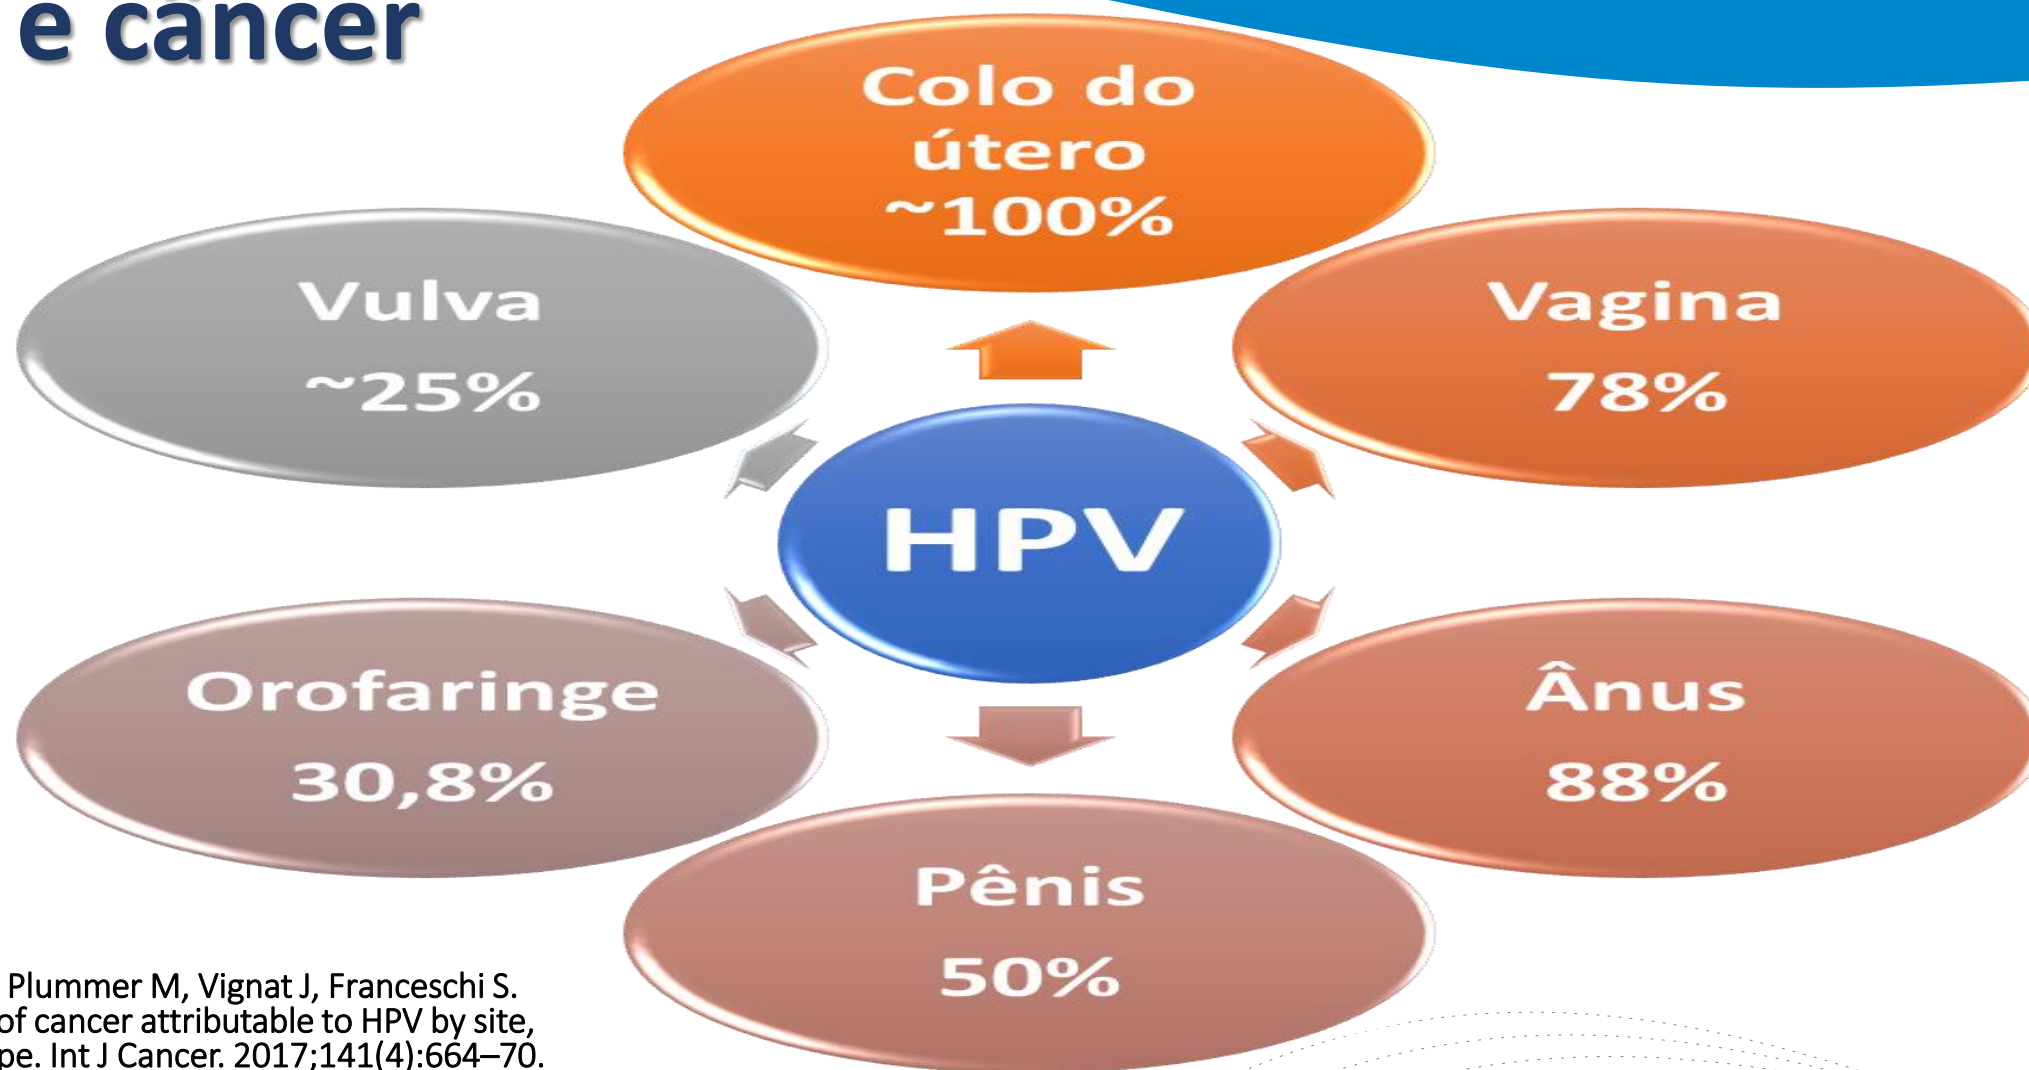 e câncer
Colo do
útero
~100%
Vulva
~25%
Vagina
78%
HPV
Orofaringe
30,8%
Ânus
88%
Pênis
50%
Plummer M, Vignat J, Franceschi S.
of cancer attributable to HPV by site,
pe. Int J Cancer. 2017;141(4):664–70.